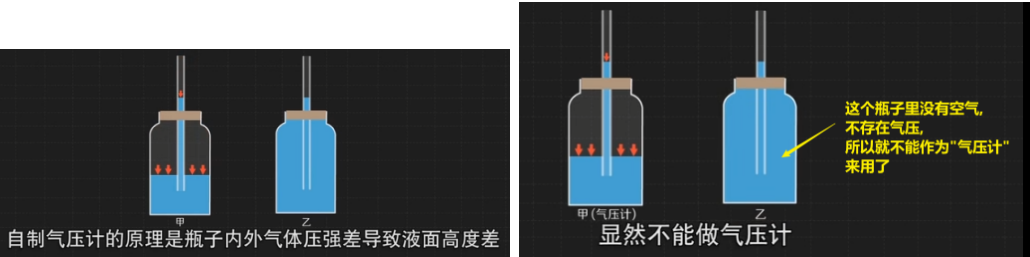 甲
乙
自制气压计的原理是瓶子内外气体压强差导致液面高度差
这个瓶子里没有空气,
不存在气压,
所以就不能作为"气压计"
来用了
甲(气压计)
乙
显然不能做气压计